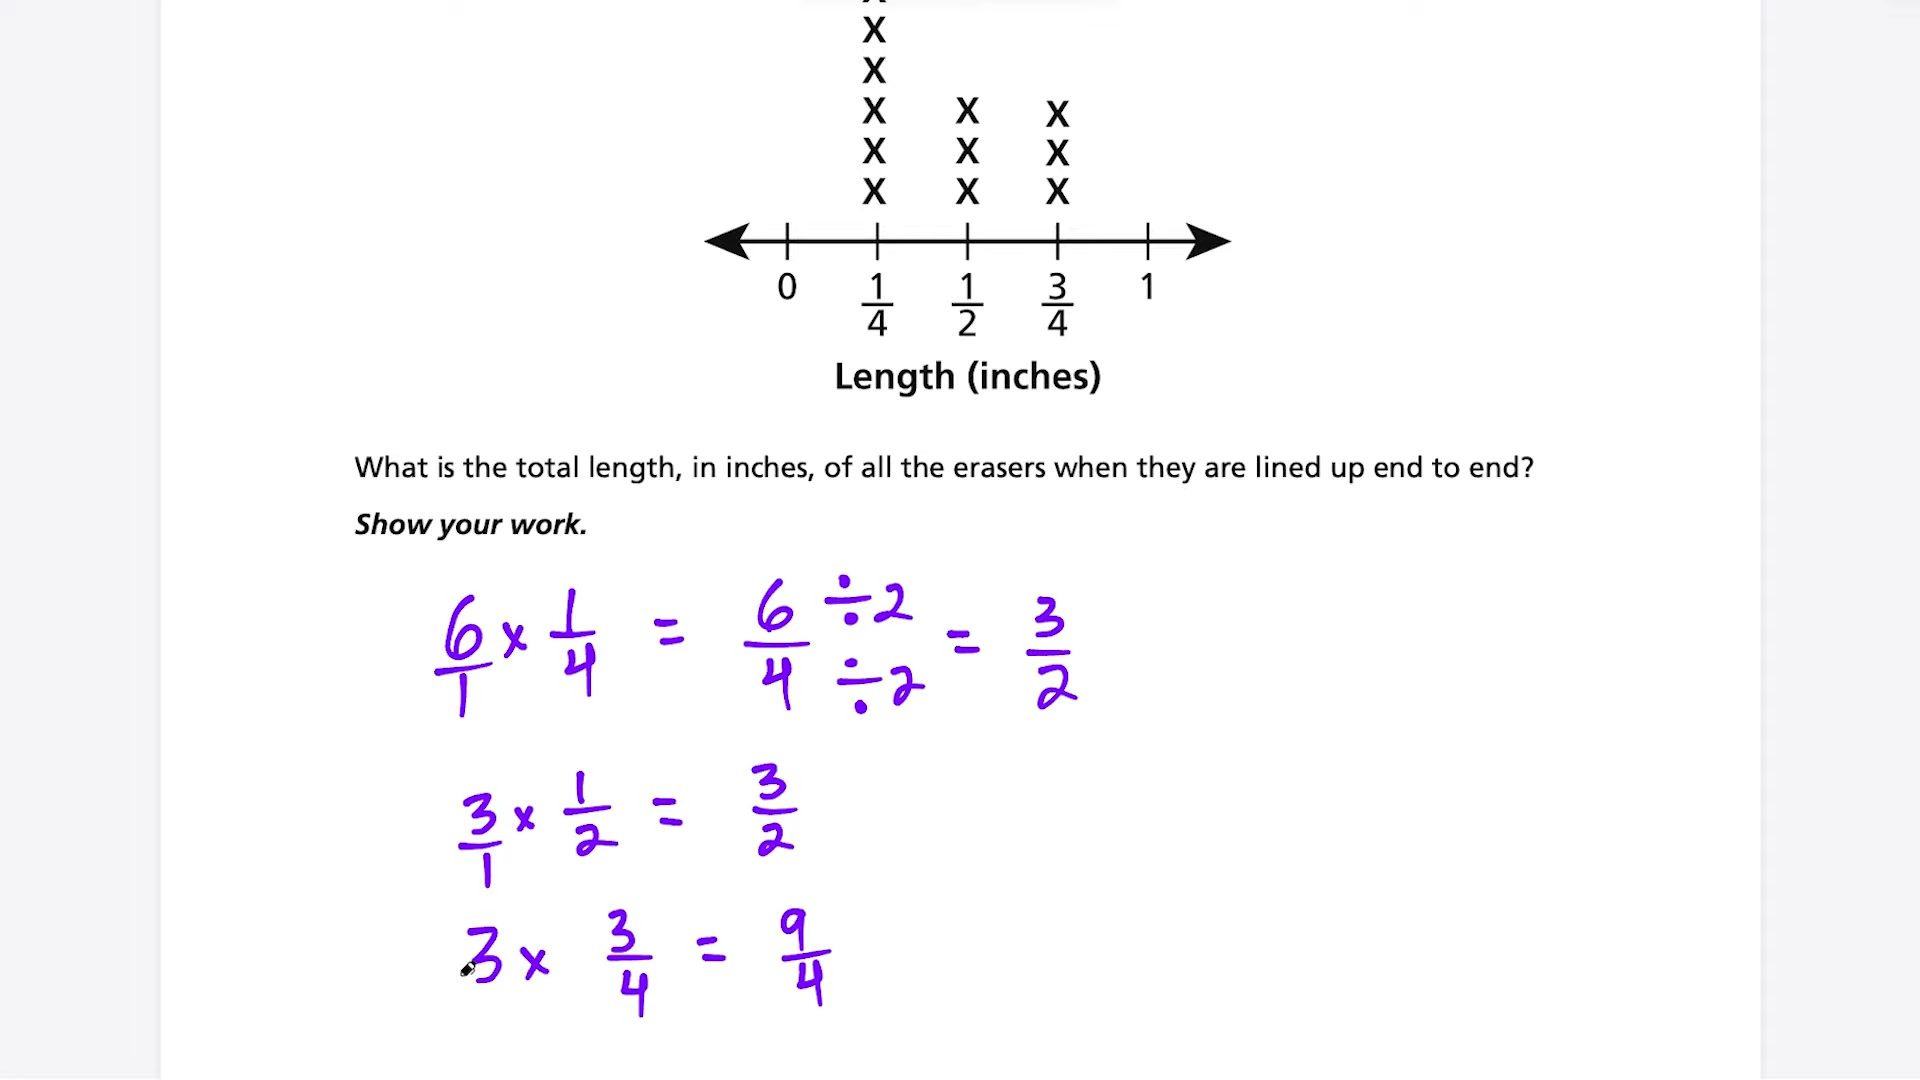 X
X
X
X X X
X X X
X X X
0 1/4 1/2 3/4 1
Length (inches)
What is the total length, in inches, of all the erasers when they are lined up end to end?
Show your work.
6/1 × 1/4 = 6/4 ÷2/÷2 = 3/2
3/1 × 1/2 = 3/2
3 × 3/4 = 9/4